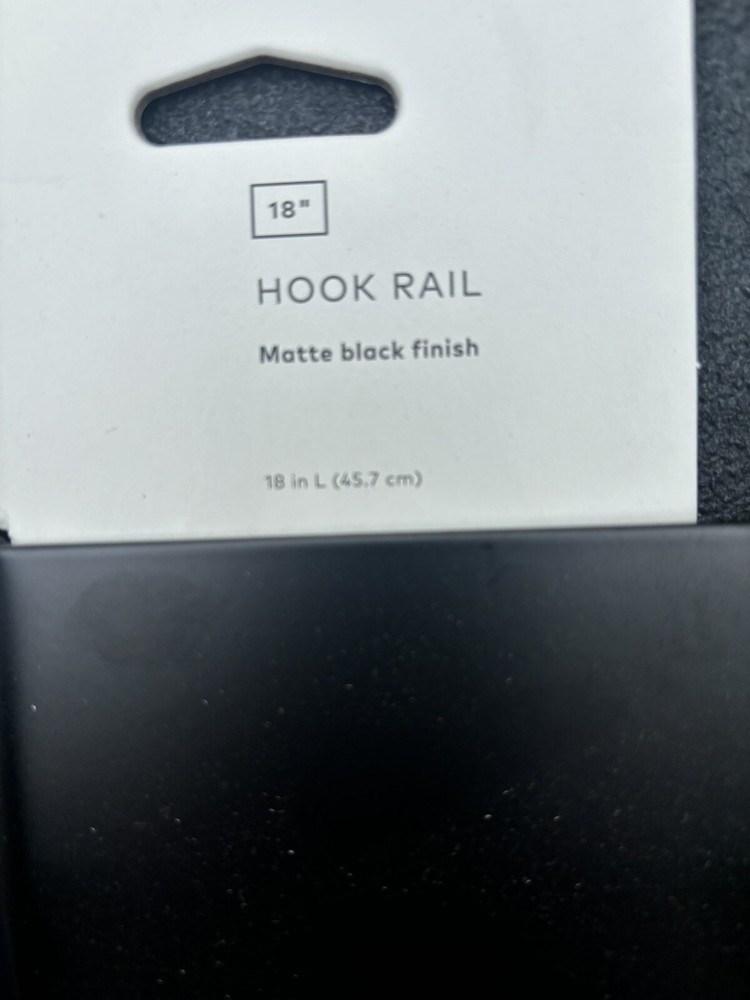 18"
HOOK RAIL
Matte black finish
18 in L (45.7 cm)